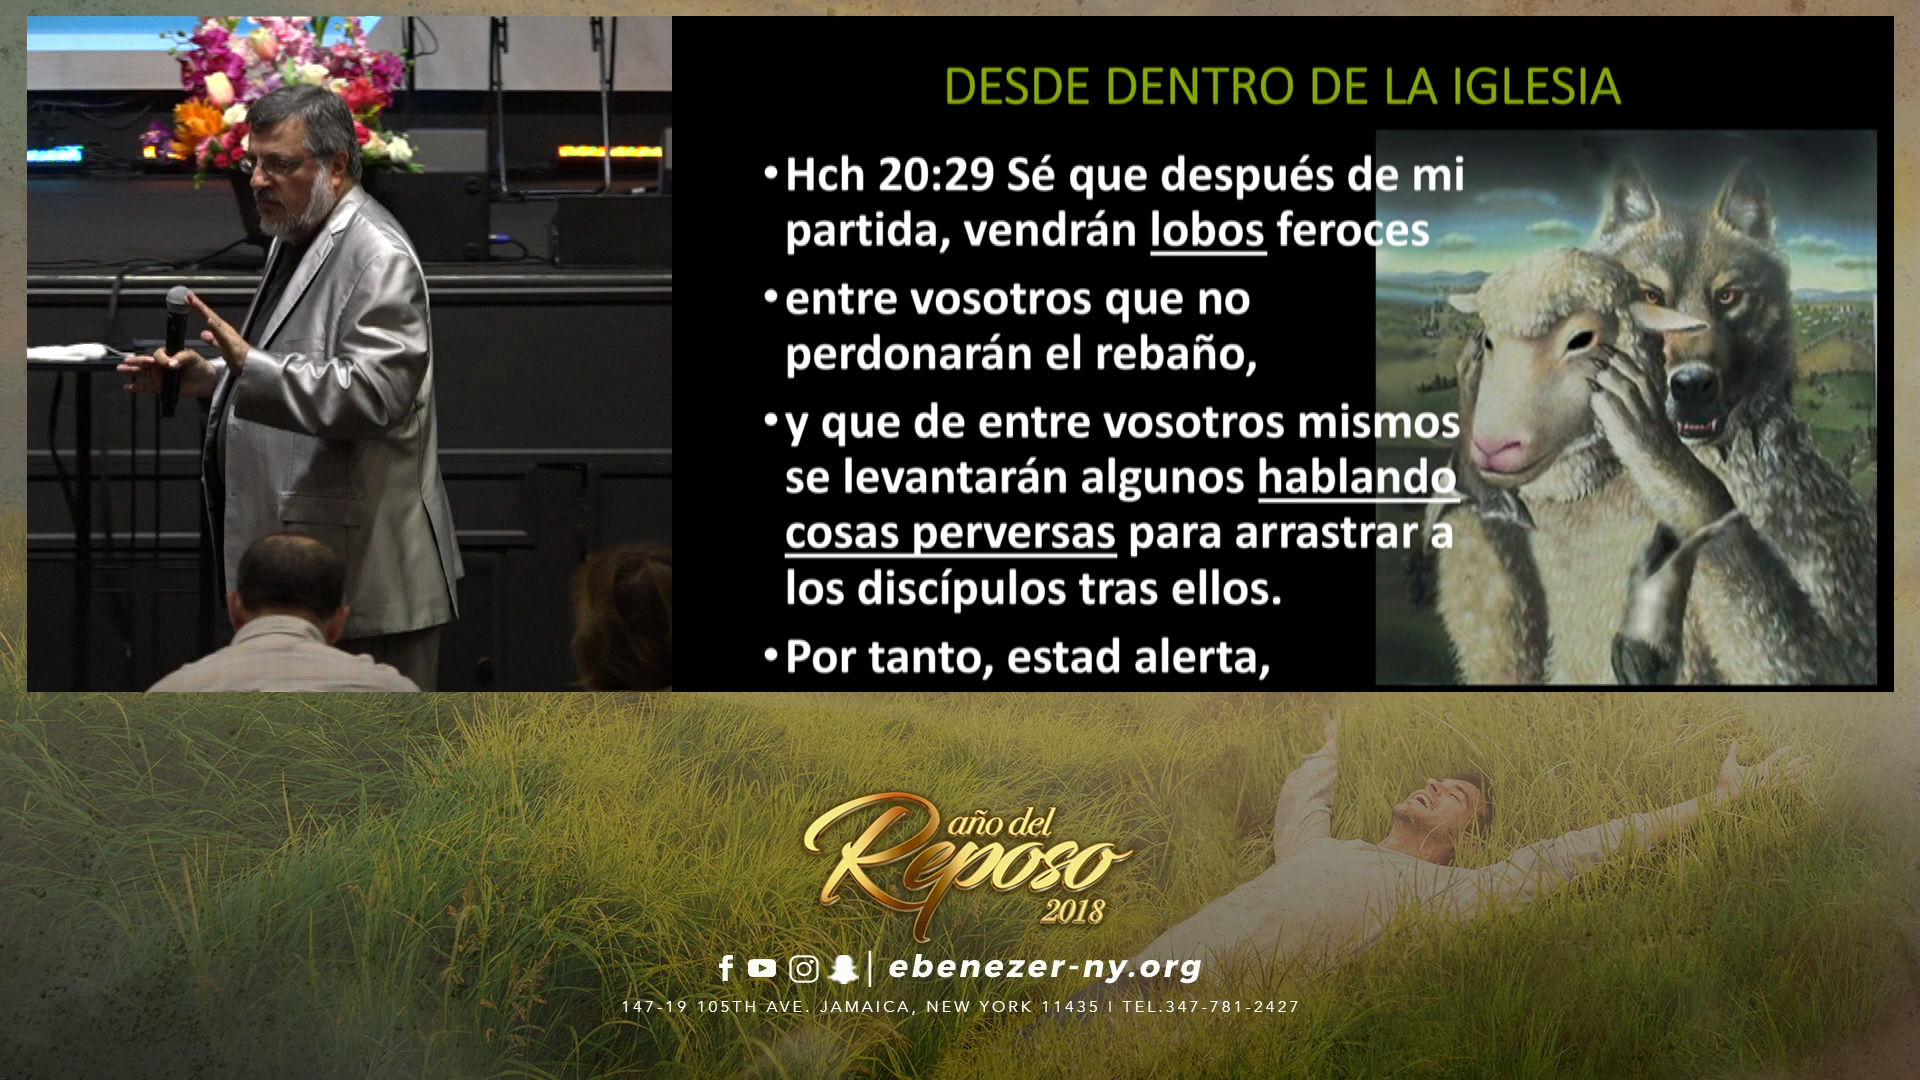 DESDE DENTRO DE LA IGLESIA
• Hch 20:29 Sé que después de mi
partida, vendrán lobos feroces
• entre vosotros que no
perdonarán el rebaño,
• y que de entre vosotros mismos
se levantarán algunos hablando
cosas perversas para arrastrar a
los discípulos tras ellos.
• Por tanto, estad alerta,
año del
Reposo
2018
ebenezer-ny.org
147-19 105TH AVE. JAMAICA, NEW YORK 11435 | TEL.347-781-2427